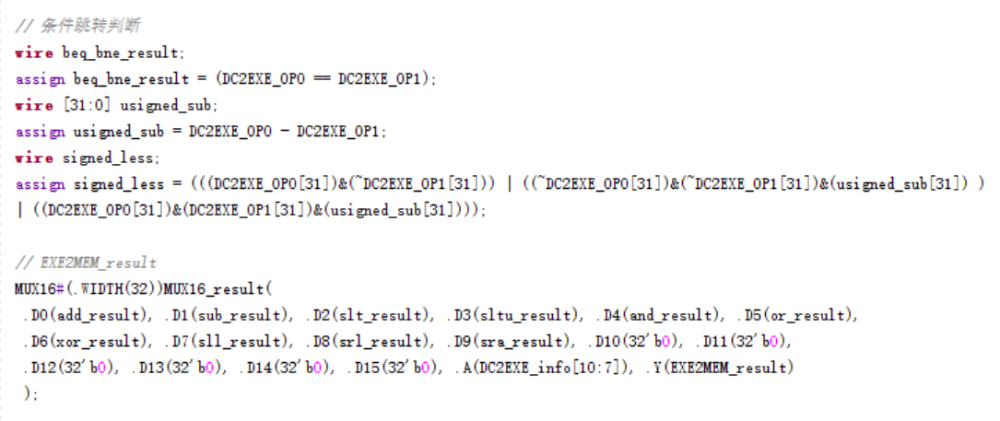 // 条件跳转判断
wire beq_bne_result;
assign beq_bne_result = (DC2EXE_OP0 == DC2EXE_OP1);
wire [31:0] usigned_sub;
assign usigned_sub = DC2EXE_OP0 - DC2EXE_OP1;
wire signed_less;
assign signed_less = (((DC2EXE_OP0[31])&(~DC2EXE_OP1[31])) | ((~DC2EXE_OP0[31])&(~DC2EXE_OP1[31])&(usigned_sub[31]) )
| ((DC2EXE_OP0[31])&(DC2EXE_OP1[31])&(usigned_sub[31])));
// EXE2MEM_result
MUX16#(.WIDTH(32))MUX16_result(
.D0(add_result), .D1(sub_result), .D2(slt_result), .D3(sltu_result), .D4(and_result), .D5(or_result),
.D6(xor_result), .D7(sll_result), .D8(srl_result), .D9(sra_result), .D10(32'b0), .D11(32'b0),
.D12(32'b0), .D13(32'b0), .D14(32'b0), .D15(32'b0), .A(DC2EXE_info[10:7]), .Y(EXE2MEM_result)
);